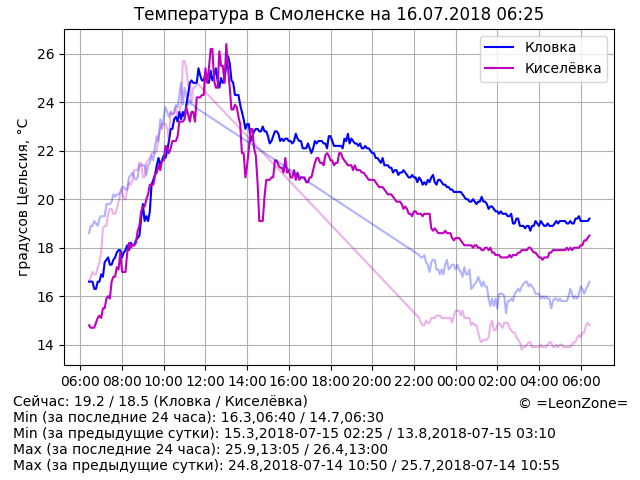 Температура в Смоленске на 16.07.2018 06:25
градусов Цельсия, °C
26
24
22
20
18
16
14
Кловка
Киселёвка
06:00 08:00 10:00 12:00 14:00 16:00 18:00 20:00 22:00 00:00 02:00 04:00 06:00
Сейчас: 19.2 / 18.5 (Кловка / Киселёвка)
© =LeonZone=
Min (за последние 24 часа): 16.3,06:40 / 14.7,06:30
Min (за предыдущие сутки): 15.3,2018-07-15 02:25 / 13.8,2018-07-15 03:10
Max (за последние 24 часа): 25.9,13:05 / 26.4,13:00
Max (за предыдущие сутки): 24.8,2018-07-14 10:50 / 25.7,2018-07-14 10:55